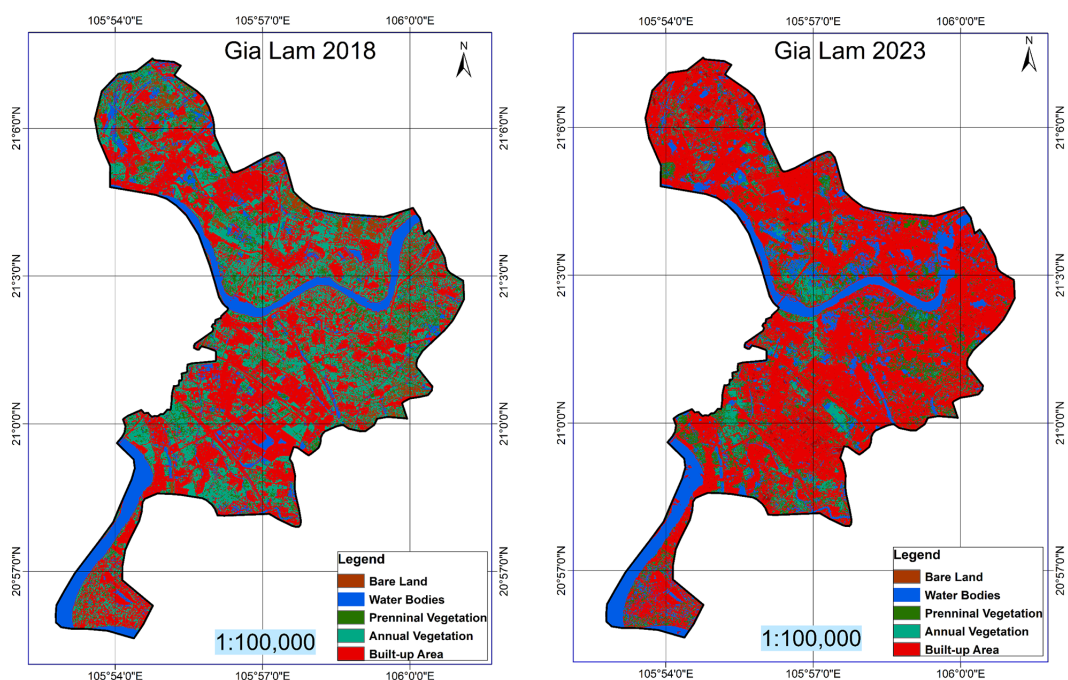 105°54'0"E 105°57'0"E 106°0'0"E
Gia Lam 2018
N
21°6'0"N 21°6'0"N
21°3'0"N 21°3'0"N
21°0'0"N 21°0'0"N
20°57'0"N 20°57'0"N
Legend
Bare Land
Water Bodies
Prenninal Vegetation
Annual Vegetation
Built-up Area
1:100,000
105°54'0"E 105°57'0"E 106°0'0"E
105°54'0"E 105°57'0"E 106°0'0"E
Gia Lam 2023
N
21°6'0"N 21°6'0"N
21°3'0"N 21°3'0"N
21°0'0"N 21°0'0"N
20°57'0"N 20°57'0"N
Legend
Bare Land
Water Bodies
Prenninal Vegetation
Annual Vegetation
Built-up Area
1:100,000
105°54'0"E 105°57'0"E 106°0'0"E